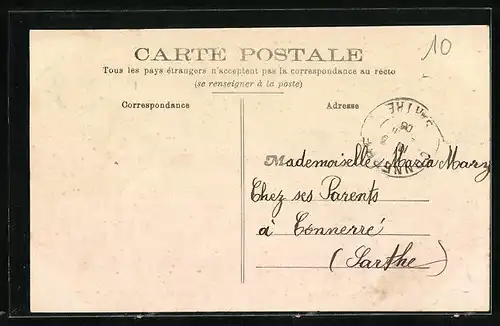 10
CARTE POSTALE
Tous les pays étrangers n'acceptent pas la correspondance au recto
(se renseigner à la poste)
Correspondance
Adresse
SARTHE
Mademoiselle Maria Mary
Chez ses Parents
à Connerré
(Sarthe)